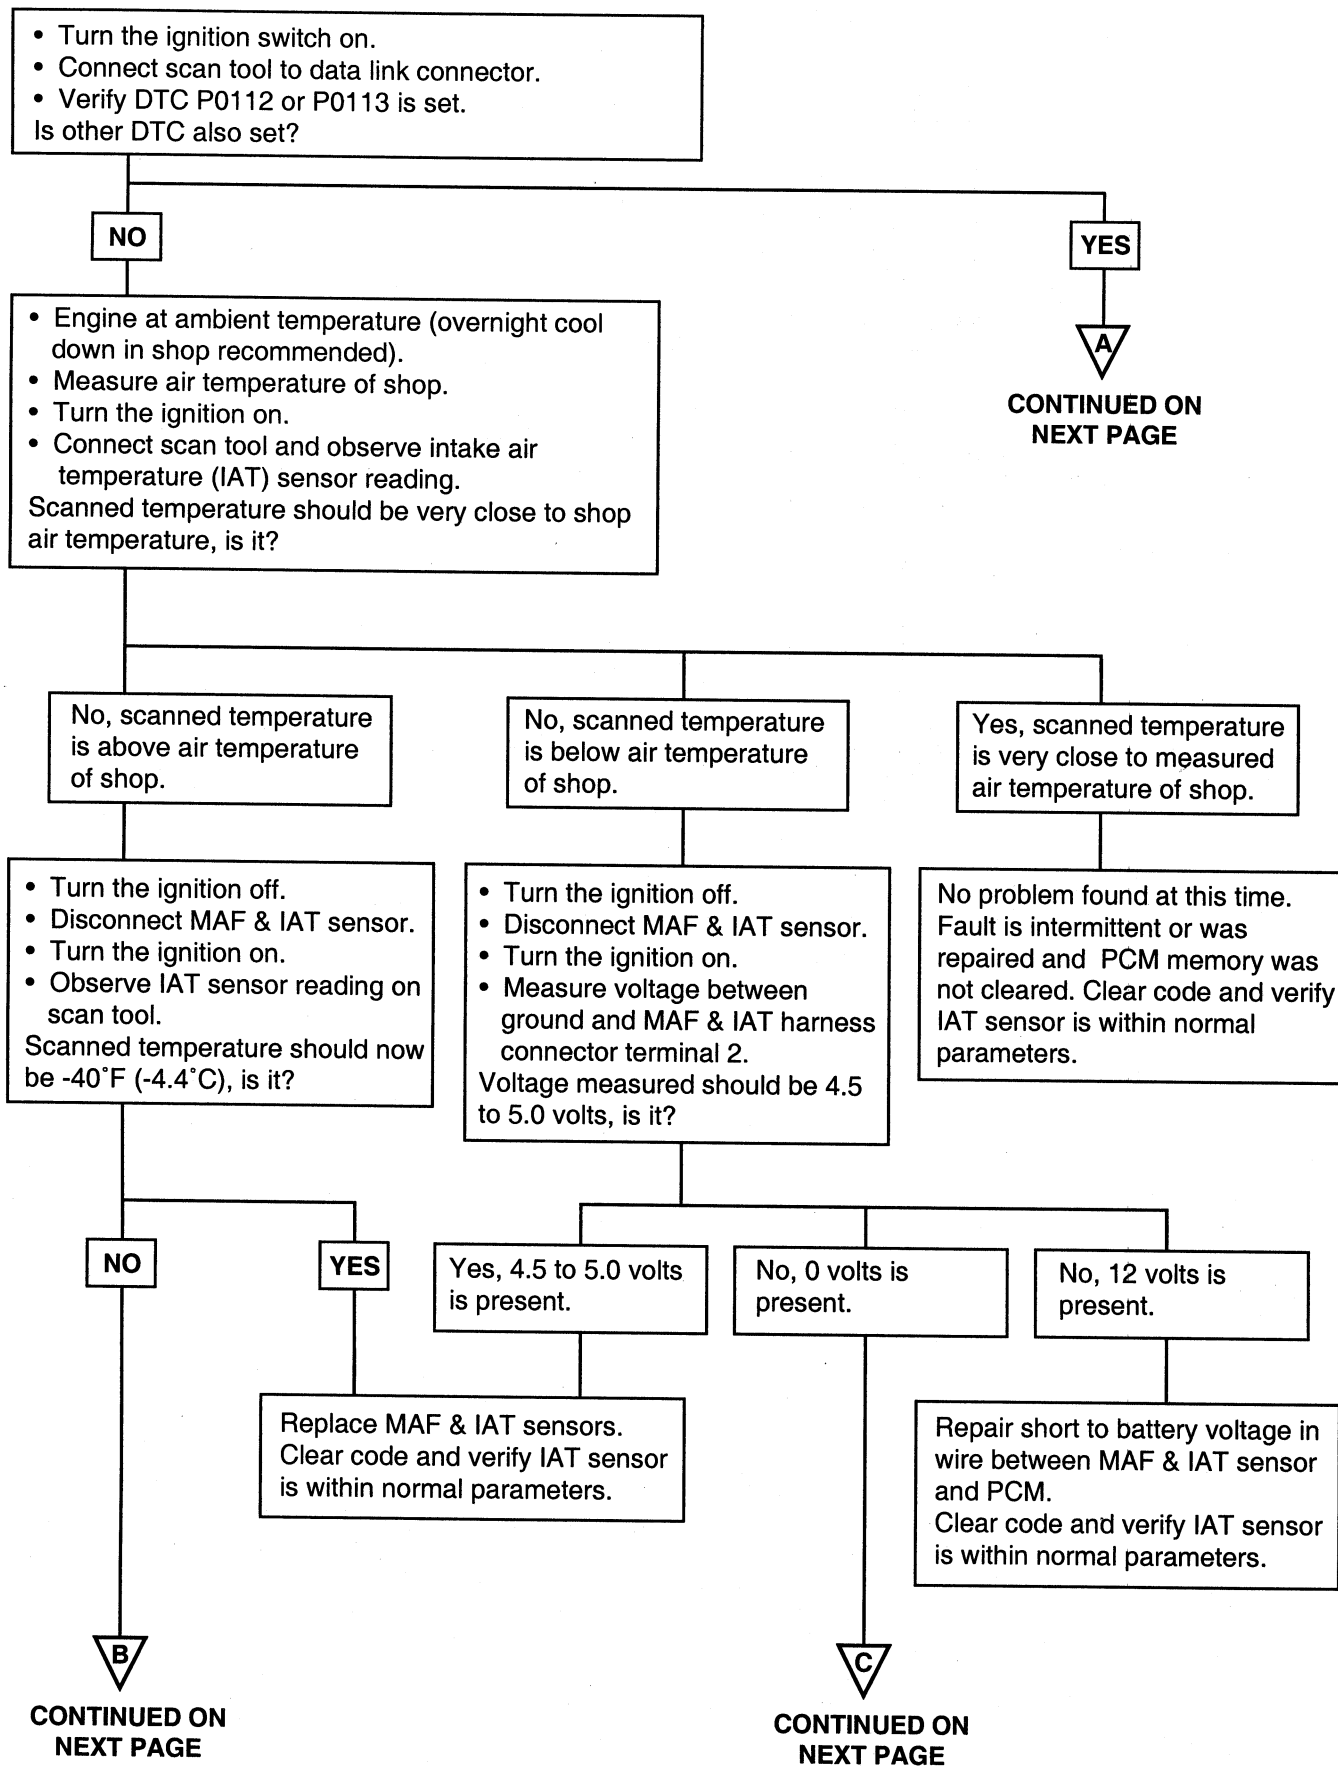 • Turn the ignition switch on.
• Connect scan tool to data link connector.
• Verify DTC P0112 or P0113 is set.
Is other DTC also set?
NO
YES
• Engine at ambient temperature (overnight cool
down in shop recommended).
• Measure air temperature of shop.
• Turn the ignition on.
• Connect scan tool and observe intake air
temperature (IAT) sensor reading.
Scanned temperature should be very close to shop
air temperature, is it?
A
CONTINUED ON
NEXT PAGE
No, scanned temperature
is above air temperature
of shop.
No, scanned temperature
is below air temperature
of shop.
Yes, scanned temperature
is very close to measured
air temperature of shop.
• Turn the ignition off.
• Disconnect MAF & IAT sensor.
• Turn the ignition on.
• Observe IAT sensor reading on
scan tool.
Scanned temperature should now
be -40˚F (-4.4˚C), is it?
• Turn the ignition off.
• Disconnect MAF & IAT sensor.
• Turn the ignition on.
• Measure voltage between
ground and MAF & IAT harness
connector terminal 2.
Voltage measured should be 4.5
to 5.0 volts, is it?
No problem found at this time.
Fault is intermittent or was
repaired and PCM memory was
not cleared. Clear code and verify
IAT sensor is within normal
parameters.
NO
YES
Yes, 4.5 to 5.0 volts
is present.
No, 0 volts is
present.
No, 12 volts is
present.
Replace MAF & IAT sensors.
Clear code and verify IAT sensor
is within normal parameters.
Repair short to battery voltage in
wire between MAF & IAT sensor
and PCM.
Clear code and verify IAT sensor
is within normal parameters.
B
CONTINUED ON
NEXT PAGE
C
CONTINUED ON
NEXT PAGE